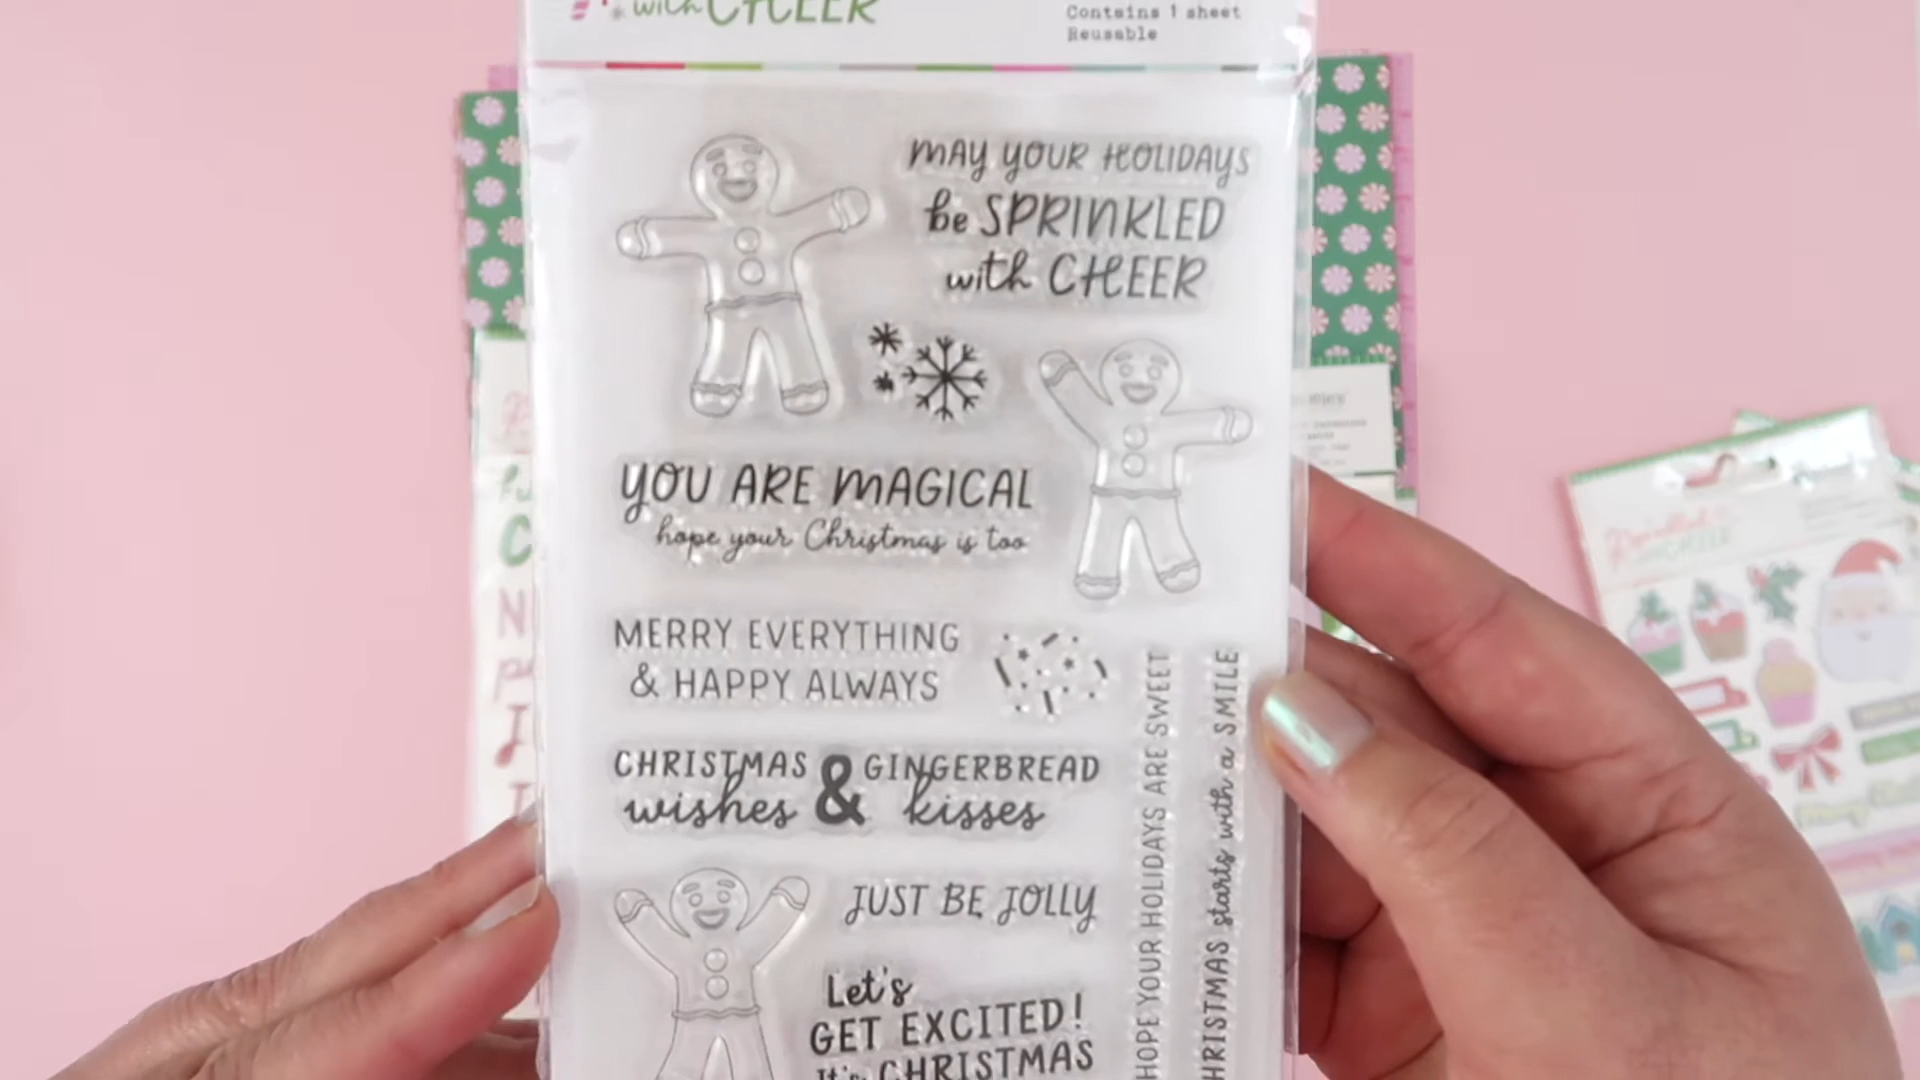 with CHEER
Contains 1 sheet
Reusable
MAY YOUR HOLIDAYS
be SPRINKLED
with CHEER
YOU ARE MAGICAL
hope your Christmas is too
MERRY EVERYTHING
& HAPPY ALWAYS
CHRISTMAS & GINGERBREAD
wishes kisses
JUST BE JOLLY
Let's
GET EXCITED!
It's CHRISTMAS
HOPE YOUR HOLIDAYS ARE SWEET
CHRISTMAS starts with a SMILE